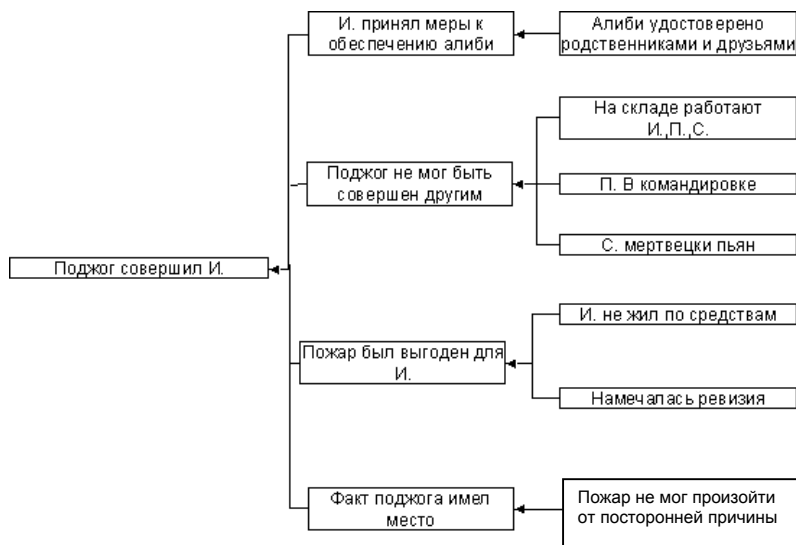 И. принял меры к
обеспечению алиби
Алиби удостоверено
родственниками и друзьями
На складе работают
И.,П.,С.
Поджог не мог быть
совершен другим
П. В командировке
С. мертвецки пьян
Поджог совершил И.
И. не жил по средствам
Пожар был выгоден для
И.
Намечалась ревизия
Факт поджога имел
место
Пожар не мог произойти
от посторонней причины